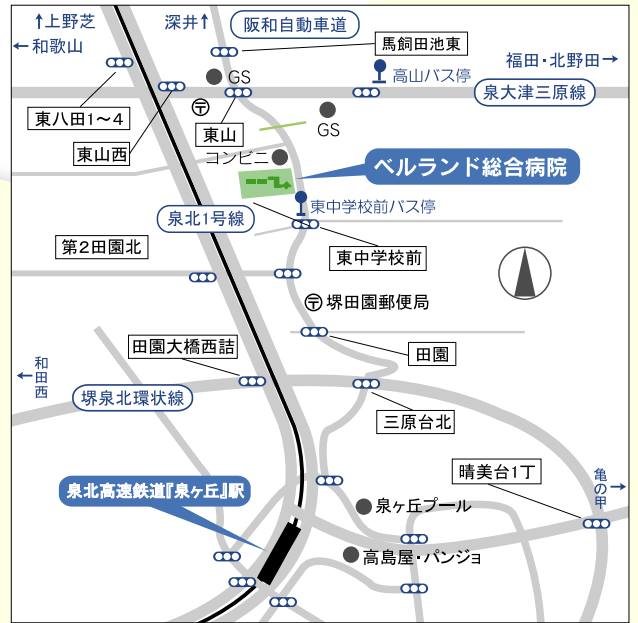 ↑上野芝
深井↑
阪和自動車道
←和歌山
馬飼田池東
福田・北野田→
高山バス停
GS
泉大津三原線
東八田1〜4
〒
東山
GS
東山西
コンビニ
ベルランド総合病院
東中学校前バス停
泉北1号線
第2田園北
東中学校前
〒堺田園郵便局
田園大橋西詰
田園
←和田西
堺泉北環状線
三原台北
晴美台1丁
亀の甲→
泉北高速鉄道『泉ヶ丘』駅
泉ヶ丘プール
高島屋・パンジョ